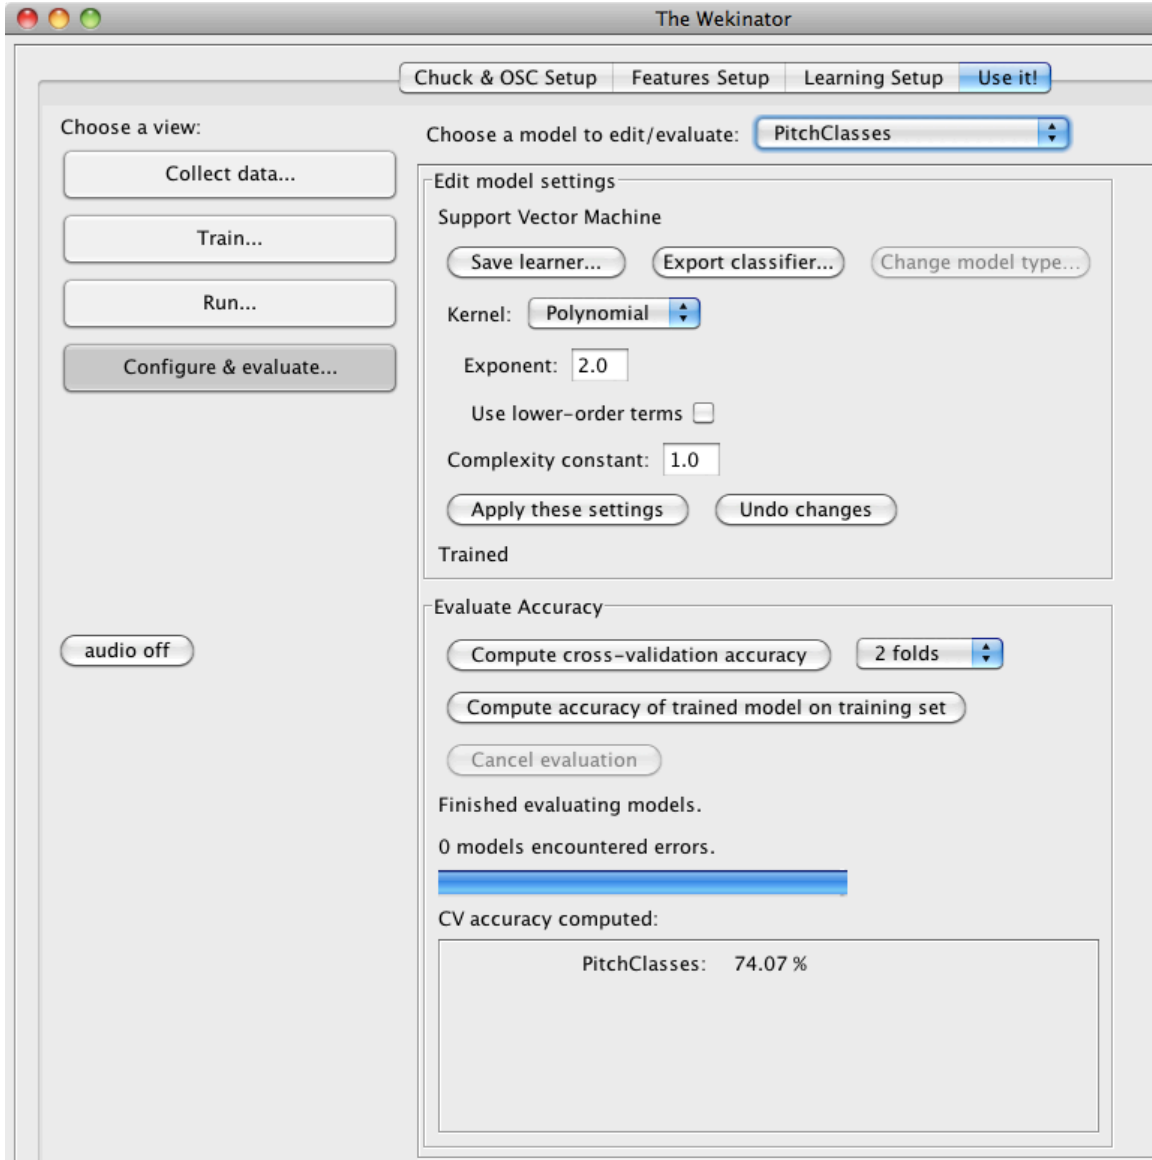 The Wekinator
Chuck & OSC Setup Features Setup Learning Setup Use it!
Choose a view:
Collect data...
Train...
Run...
Configure & evaluate...
audio off
Choose a model to edit/evaluate: PitchClasses
Edit model settings
Support Vector Machine
Save learner... Export classifier... Change model type...
Kernel: Polynomial
Exponent: 2.0
Use lower-order terms
Complexity constant: 1.0
Apply these settings Undo changes
Trained
Evaluate Accuracy
Compute cross-validation accuracy 2 folds
Compute accuracy of trained model on training set
Cancel evaluation
Finished evaluating models.
0 models encountered errors.
CV accuracy computed:
PitchClasses: 74.07 %